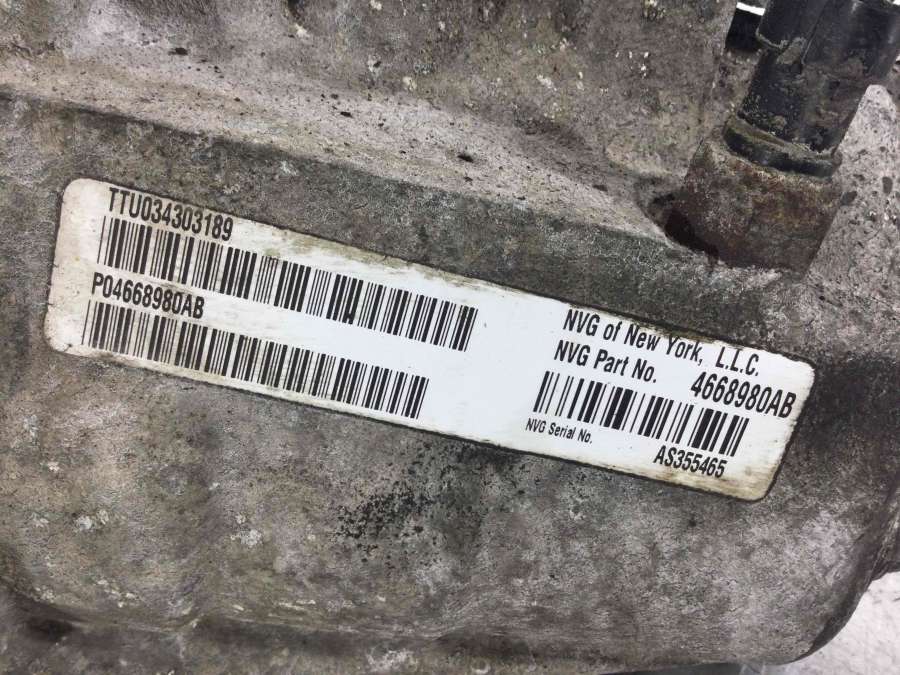 TTU034303189
P04668980AB
NVG of New York, L.L.C.
NVG Part No. 4668980AB
NVG Serial No.
AS355465